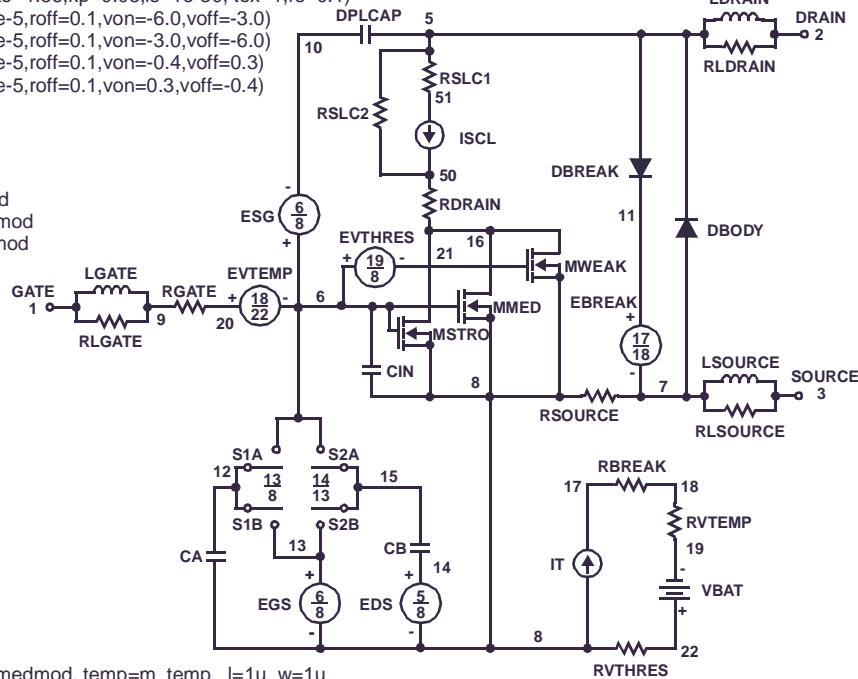 e-5,roff=0.1,von=-6.0,voff=-3.0)
e-5,roff=0.1,von=-3.0,voff=-6.0)
e-5,roff=0.1,von=-0.4,voff=0.3)
e-5,roff=0.1,von=0.3,voff=-0.4)
DPLCAP
5
10
DRAIN
2
RLDRAIN
RSLC1
51
RSLC2
ISCL
50
DBREAK
RDRAIN
11
DBODY
ESG
6
8
-
+
EVTHRES
+
19
8
-
21
16
MWEAK
LGATE
GATE
1
RLGATE
9
RGATE
20
EVTEMP
+
18
22
-
6
EBREAK
+
17
18
-
MMED
MSTRO
CIN
8
RSOURCE
7
LSOURCE
SOURCE
3
RLSOURCE
S1A
S2A
12
13
8
14
13
15
S1B
S2B
13
CA
CB
14
EGS
+
6
8
-
EDS
+
5
8
-
8
RBREAK
17
18
RVTEMP
19
IT
-
VBAT
+
22
RVTHRES
medmod, temp=m_temp, l=1u, w=1u